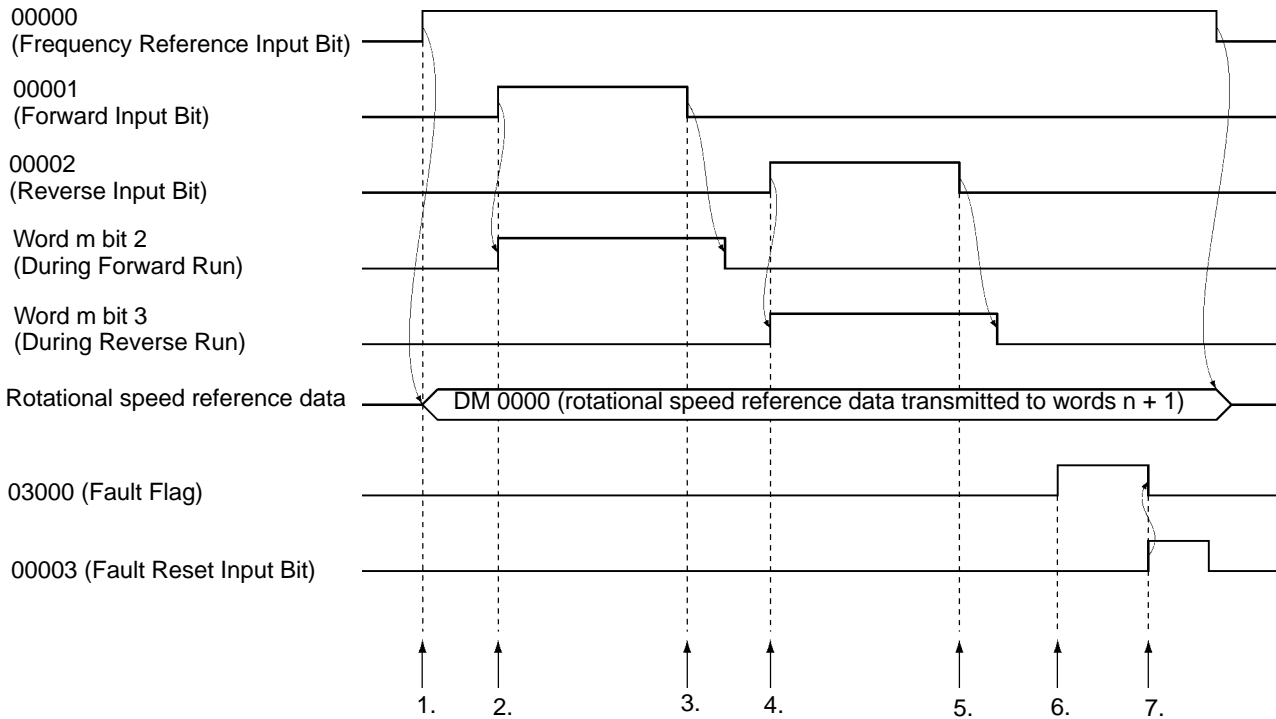 00000
(Frequency Reference Input Bit)
00001
(Forward Input Bit)
00002
(Reverse Input Bit)
Word m bit 2
(During Forward Run)
Word m bit 3
(During Reverse Run)
Rotational speed reference data
DM 0000 (rotational speed reference data transmitted to words n + 1)
03000 (Fault Flag)
00003 (Fault Reset Input Bit)
1. 2. 3. 4. 5. 6. 7.